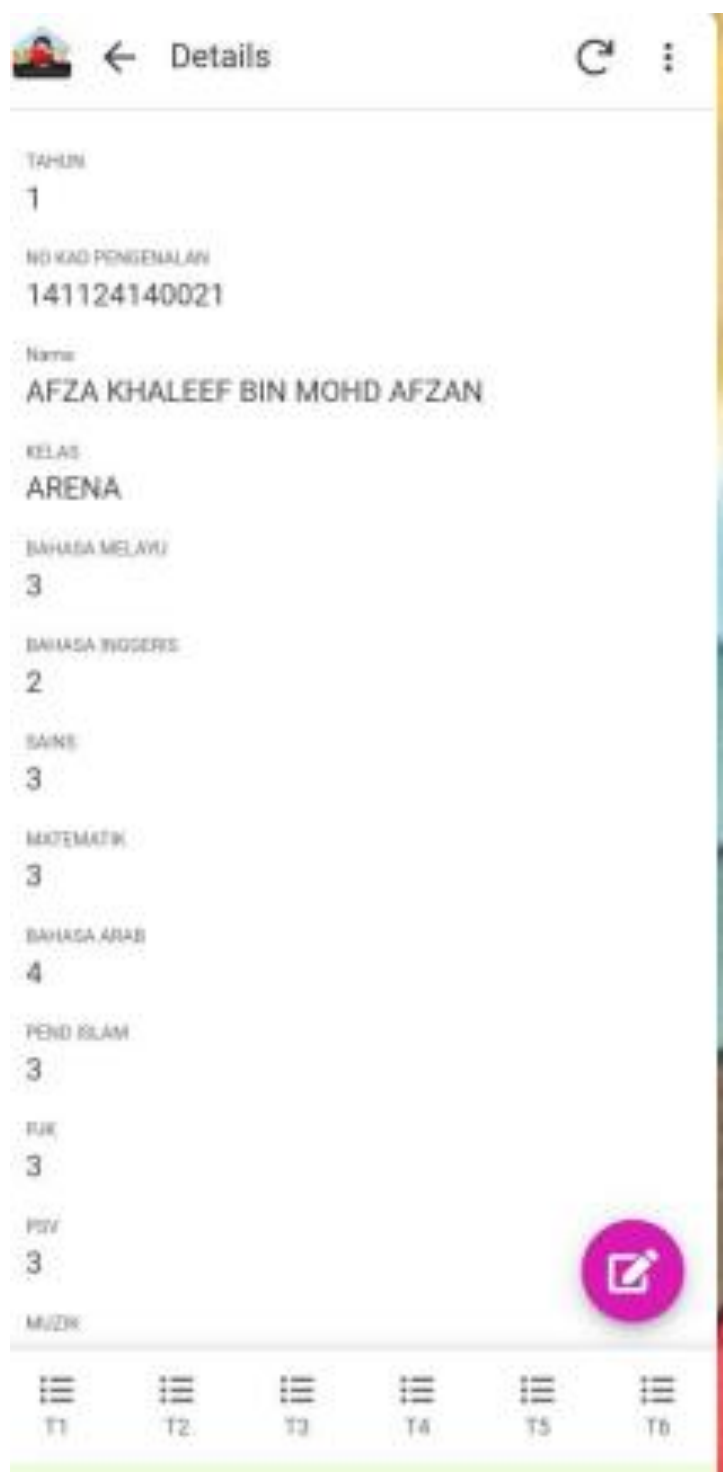 Details
TAHUN
1
NO KAD PENGENALAN
141124140021
Nama
AFZA KHALEEF BIN MOHD AFZAN
KELAS
ARENA
BAHASA MELAYU
3
BAHASA INGGERIS
2
SAINS
3
MATEMATIK
3
BAHASA ARAB
4
PEND ISLAM
3
PJK
3
PSV
3
MUZIK
T1 T2 T3 T4 T5 T6